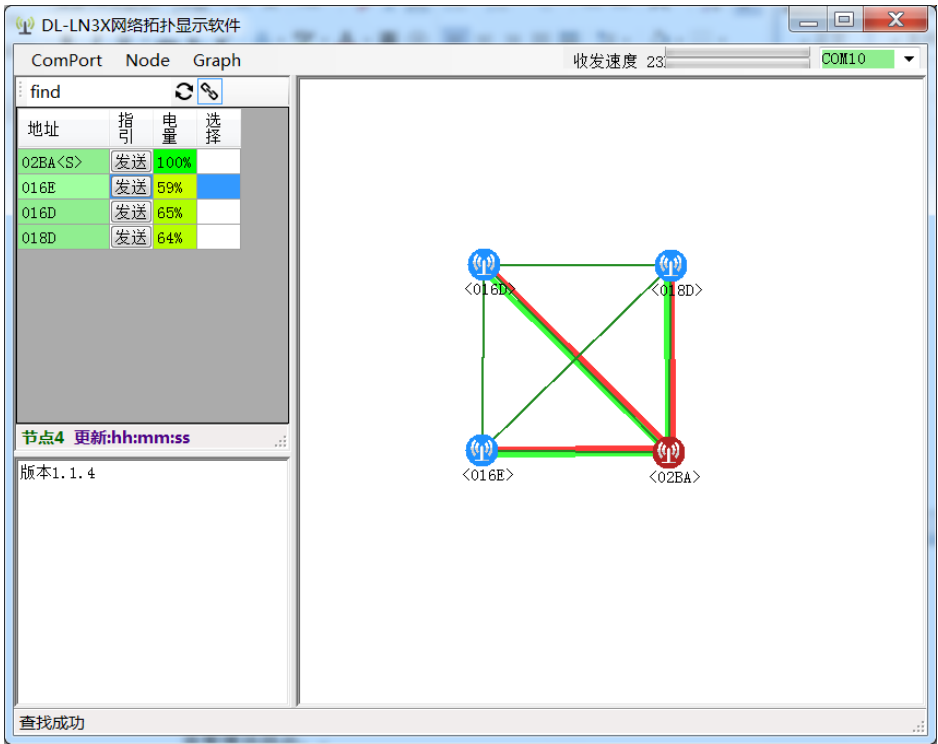 DL-LN3X网络拓扑显示软件
ComPort Node Graph 收发速度 23 COM10
find
地址 指引 电量 选择
02BA<S> 发送 100%
016E 发送 59%
016D 发送 65%
018D 发送 64%
节点4 更新:hh:mm:ss
版本1.1.4
<016D> <018D>
<016E> <02BA>
查找成功